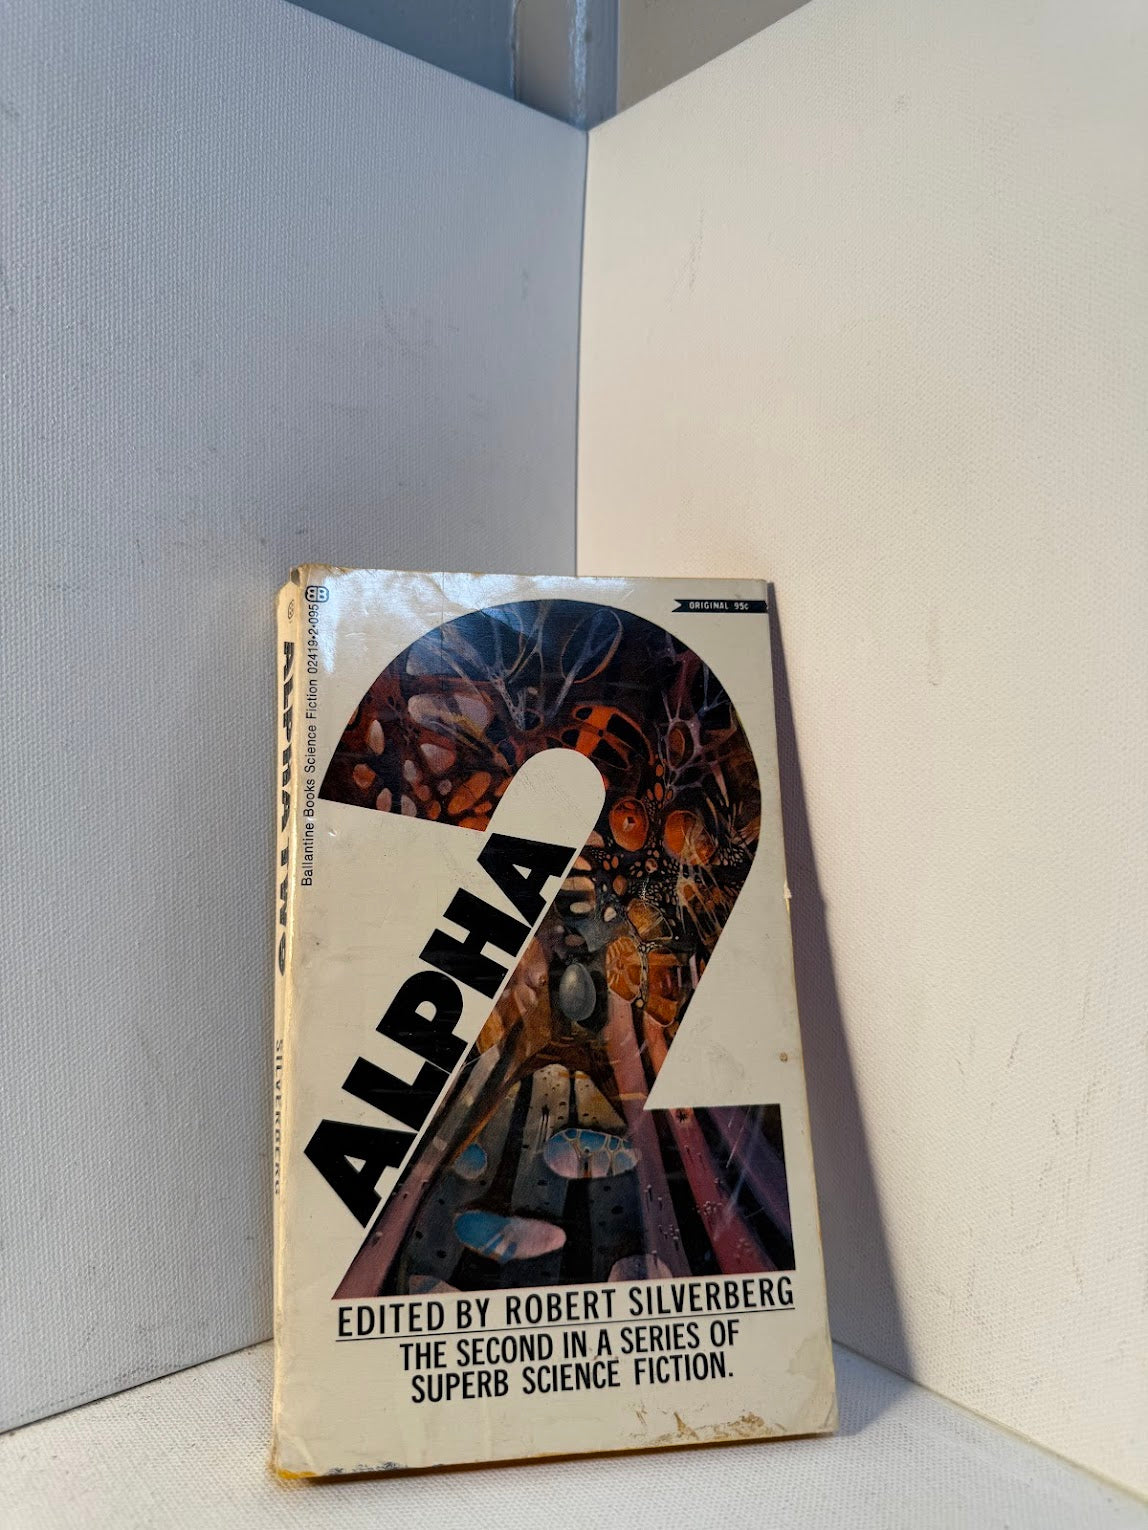 ORIGINAL 95¢
BB
Ballantine Books Science Fiction 02419-2-095
ALPHA
2
EDITED BY ROBERT SILVERBERG
THE SECOND IN A SERIES OF
SUPERB SCIENCE FICTION.
ALPHA TWO
SILVERBERG